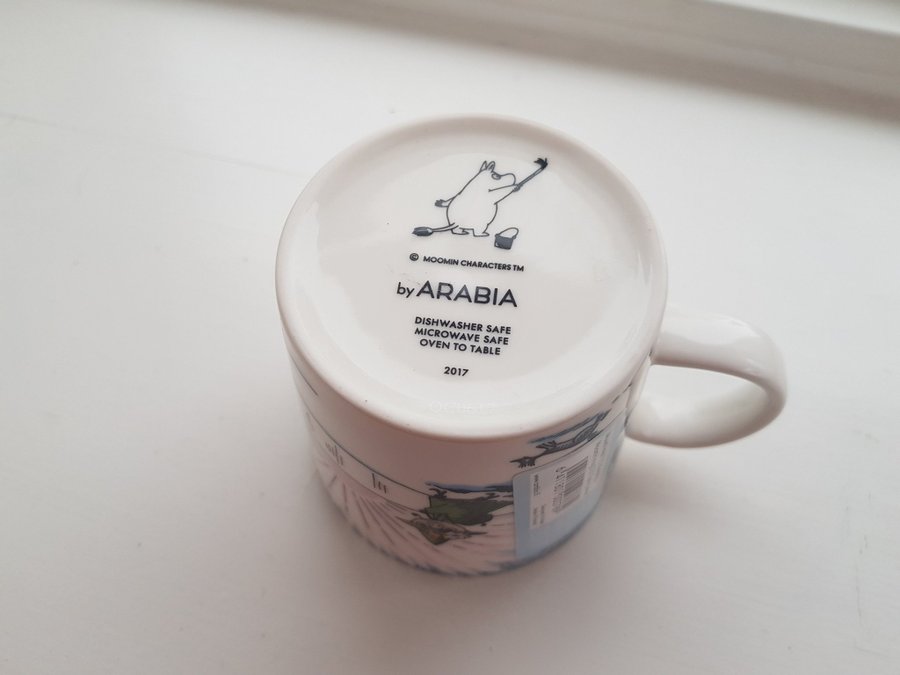 © MOOMIN CHARACTERS TM
by ARABIA
DISHWASHER SAFE
MICROWAVE SAFE
OVEN TO TABLE
2017